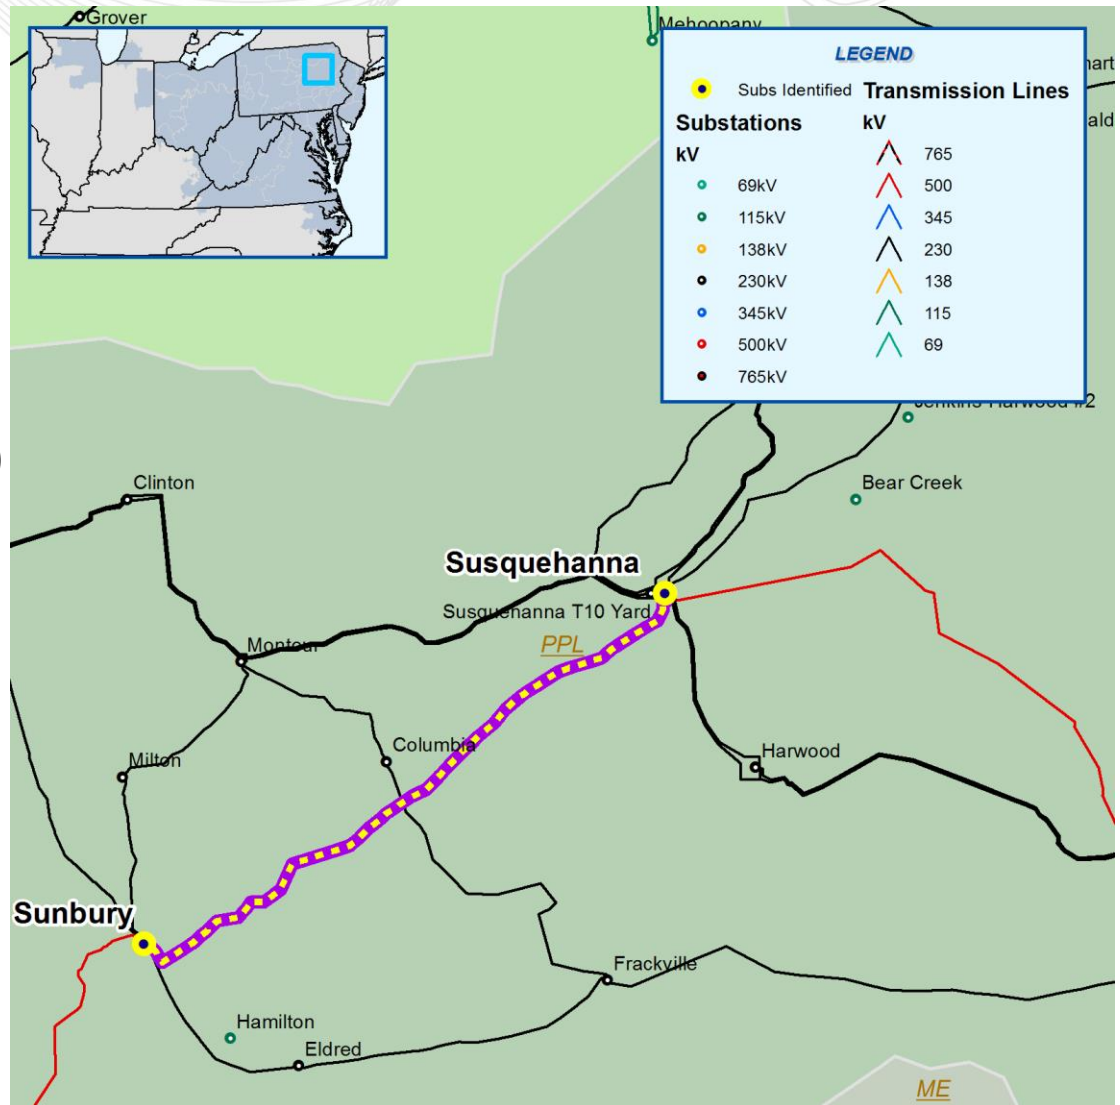 Grover
Mehoopany
LEGEND
Subs Identified
Transmission Lines
Substations
kV
kV
765
69kV
500
115kV
345
138kV
230
230kV
138
345kV
115
500kV
69
765kV
Jenkins Harwood #2
Clinton
Bear Creek
Susquehanna
Susquehanna T10 Yard
PPL
Montour
Columbia
Harwood
Milton
Sunbury
Frackville
Hamilton
Eldred
ME